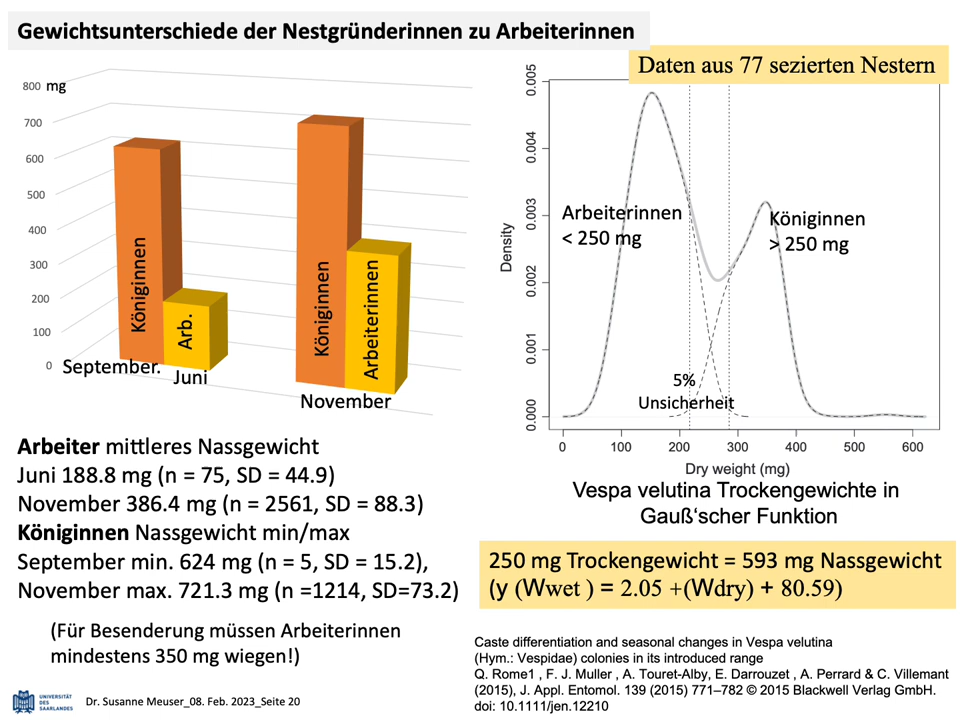 Gewichtsunterschiede der Nestgründerinnen zu Arbeiterinnen
800 mg
700
600
500
400
300
200
100
0
Königinnen
Arb.
Königinnen
Arbeiterinnen
September.
Juni
November
Daten aus 77 sezierten Nestern
0.005
0.004
0.003
0.002
0.001
0.000
Density
Arbeiterinnen
< 250 mg
Königinnen
> 250 mg
5%
Unsicherheit
0 100 200 300 400 500 600
Dry weight (mg)
Vespa velutina Trockengewichte in
Gauß‘scher Funktion
Arbeiter mittleres Nassgewicht
Juni 188.8 mg (n = 75, SD = 44.9)
November 386.4 mg (n = 2561, SD = 88.3)
Königinnen Nassgewicht min/max
September min. 624 mg (n = 5, SD = 15.2),
November max. 721.3 mg (n =1214, SD=73.2)
(Für Besenderung müssen Arbeiterinnen
mindestens 350 mg wiegen!)
250 mg Trockengewicht = 593 mg Nassgewicht
(y (Wwet ) = 2.05 +(Wdry) + 80.59)
Caste differentiation and seasonal changes in Vespa velutina
(Hym.: Vespidae) colonies in its introduced range
Q. Rome1 , F. J. Muller , A. Touret-Alby, E. Darrouzet , A. Perrard & C. Villemant
(2015), J. Appl. Entomol. 139 (2015) 771–782 © 2015 Blackwell Verlag GmbH.
doi: 10.1111/jen.12210
UNIVERSITÄT
DES
SAARLANDES
Dr. Susanne Meuser_08. Feb. 2023_Seite 20